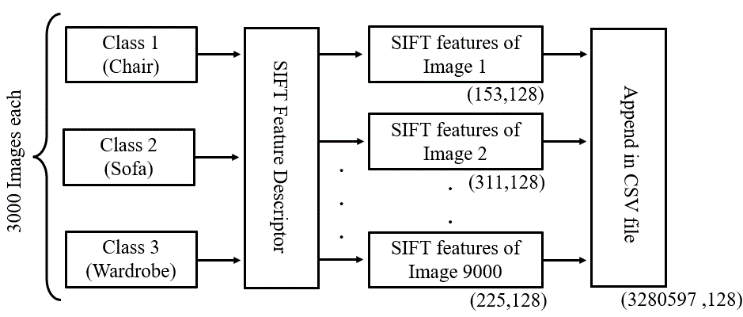 3000 Images each
Class 1
(Chair)
Class 2
(Sofa)
Class 3
(Wardrobe)
SIFT Feature Descriptor
SIFT features of
Image 1
(153,128)
SIFT features of
Image 2
(311,128)
SIFT features of
Image 9000
(225,128)
Append in CSV file
(3280597 ,128)